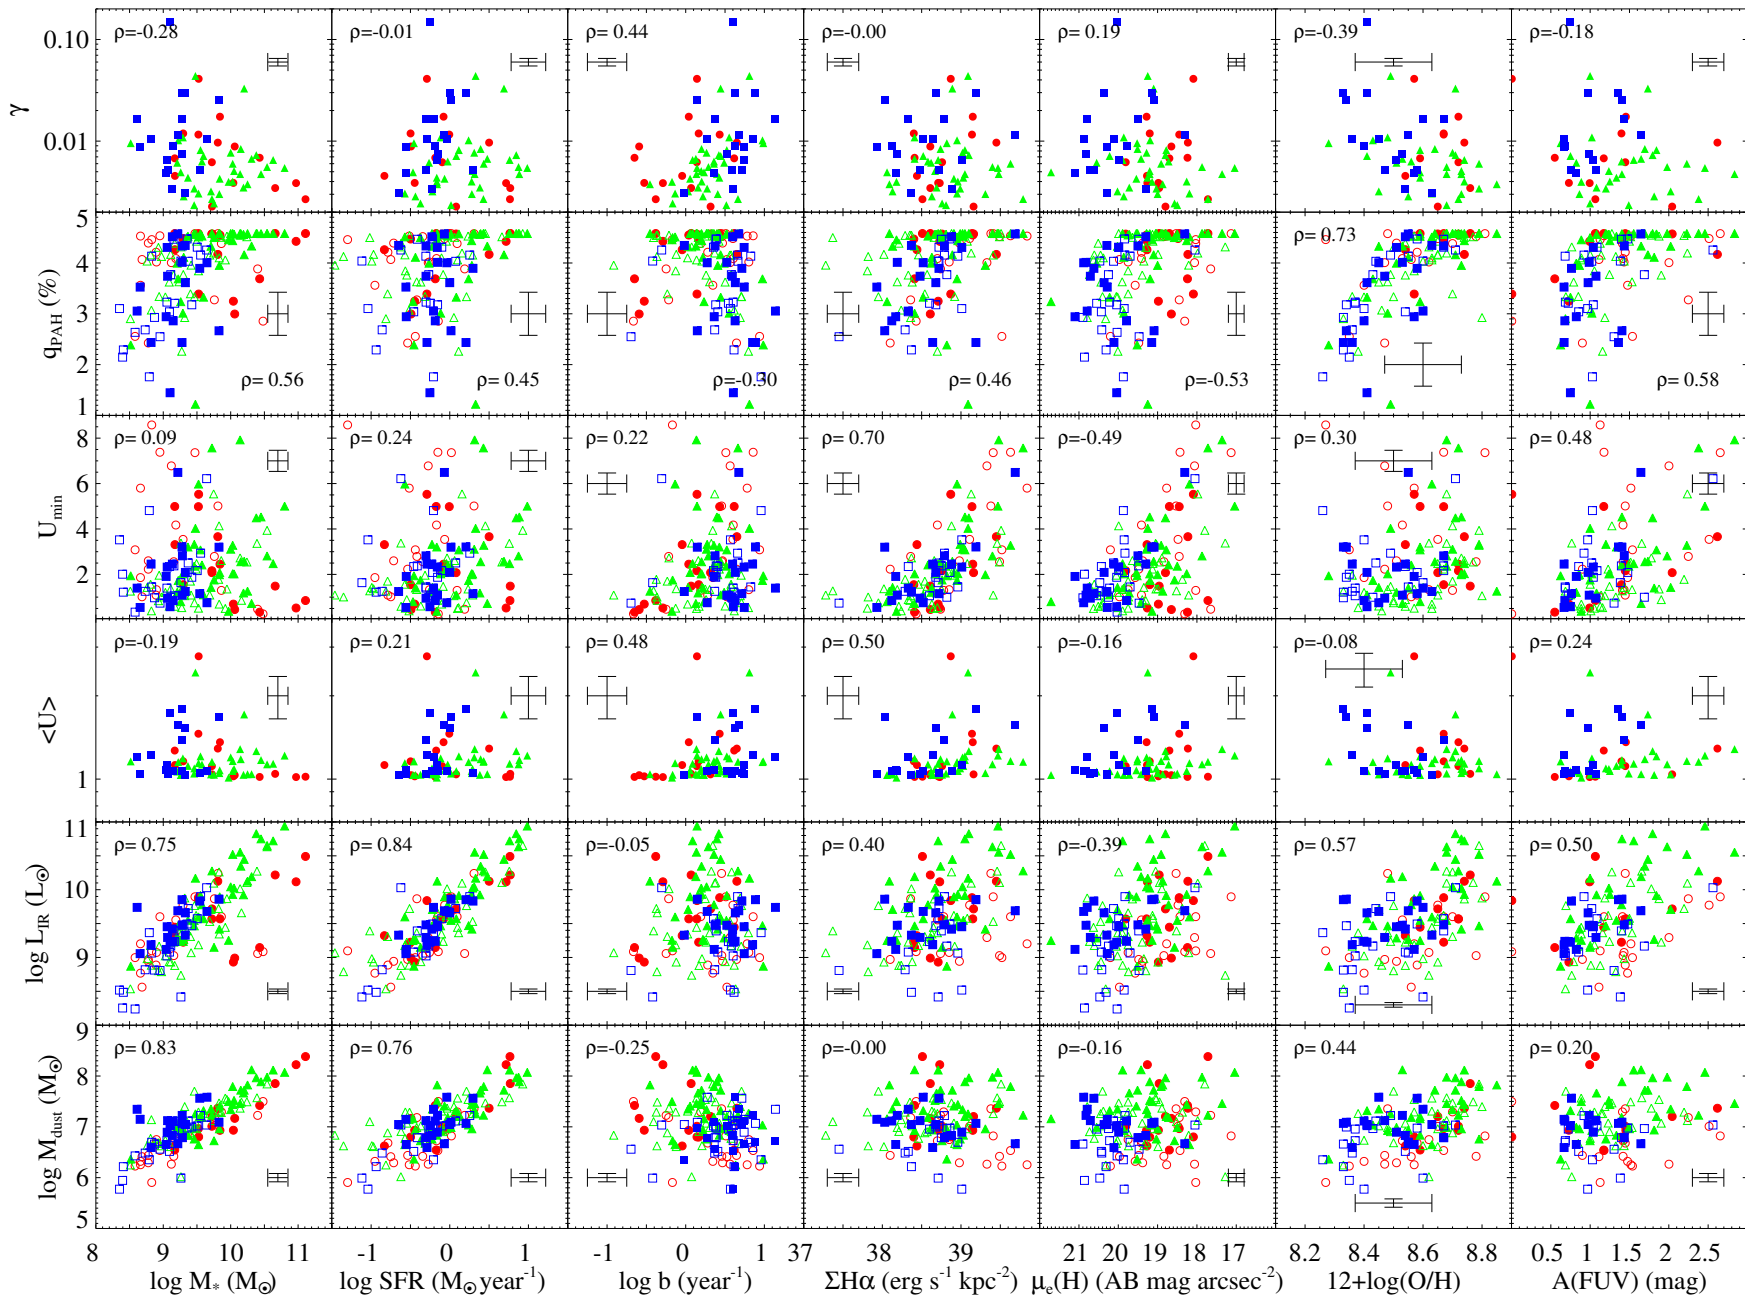 ρ=-0.28 ρ=-0.01 ρ= 0.44 ρ=-0.00 ρ= 0.19 ρ=-0.39 ρ=-0.18
0.10
γ
0.01
5
ρ= 0.73
4
q_PAH (%)
3
2
ρ= 0.56 ρ= 0.45 ρ=-0.30 ρ= 0.46 ρ=-0.53 ρ= 0.58
1
8
ρ= 0.09 ρ= 0.24 ρ= 0.22 ρ= 0.70 ρ=-0.49 ρ= 0.30 ρ= 0.48
6
U_min
4
2
ρ=-0.19 ρ= 0.21 ρ= 0.48 ρ= 0.50 ρ=-0.16 ρ=-0.08 ρ= 0.24
<U>
1
11
ρ= 0.75 ρ= 0.84 ρ=-0.05 ρ= 0.40 ρ=-0.39 ρ= 0.57 ρ= 0.50
10
log L_IR (L_⊙)
9
9
ρ= 0.83 ρ= 0.76 ρ=-0.25 ρ=-0.00 ρ=-0.16 ρ= 0.44 ρ= 0.20
8
log M_dust (M_⊙)
7
6
5
8 9 10 11 -1 0 1 -1 0 1 37 38 39 21 20 19 18 17 8.2 8.4 8.6 8.8 0.5 1 1.5 2 2.5
log M_* (M_⊙) log SFR (M_⊙ year^-1) log b (year^-1) ΣHα (erg s^-1 kpc^-2) μ_e(H) (AB mag arcsec^-2) 12+log(O/H) A(FUV) (mag)